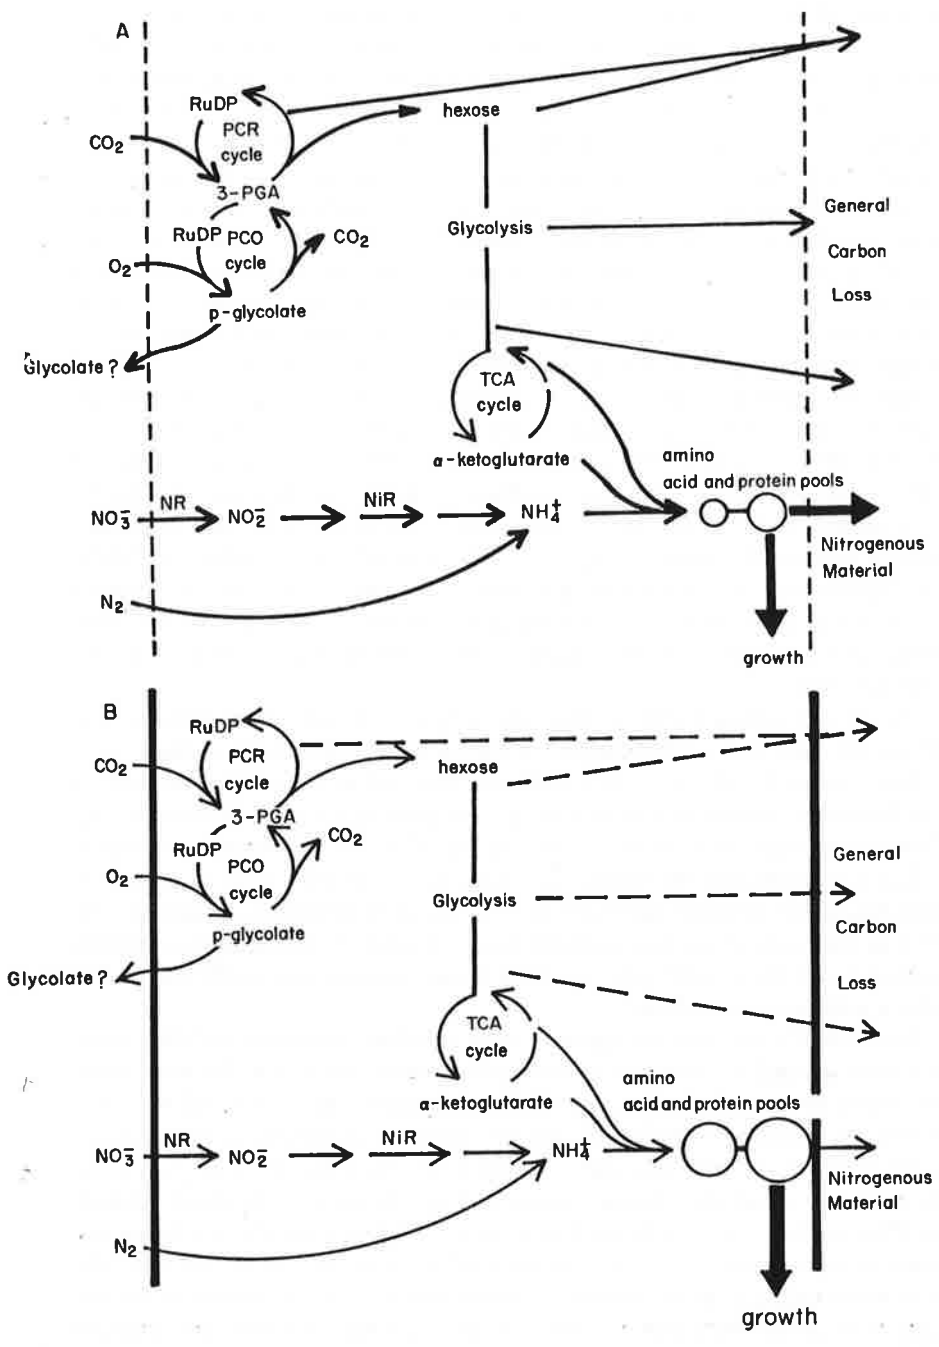 A
RuDP
PCR
cycle
CO2
3-PGA
hexose
RuDP
PCO
cycle
CO2
O2
p-glycolate
Glycolate ?
Glycolysis
General
Carbon
Loss
TCA
cycle
α-ketoglutarate
amino
acid and protein pools
NO3-
NR
NO2-
NiR
NH4+
Nitrogenous
Material
N2
growth
B
RuDP
PCR
cycle
CO2
3-PGA
hexose
RuDP
PCO
cycle
CO2
O2
p-glycolate
Glycolate ?
Glycolysis
General
Carbon
Loss
TCA
cycle
α-ketoglutarate
amino
acid and protein pools
NO3-
NR
NO2-
NiR
NH4+
Nitrogenous
Material
N2
growth